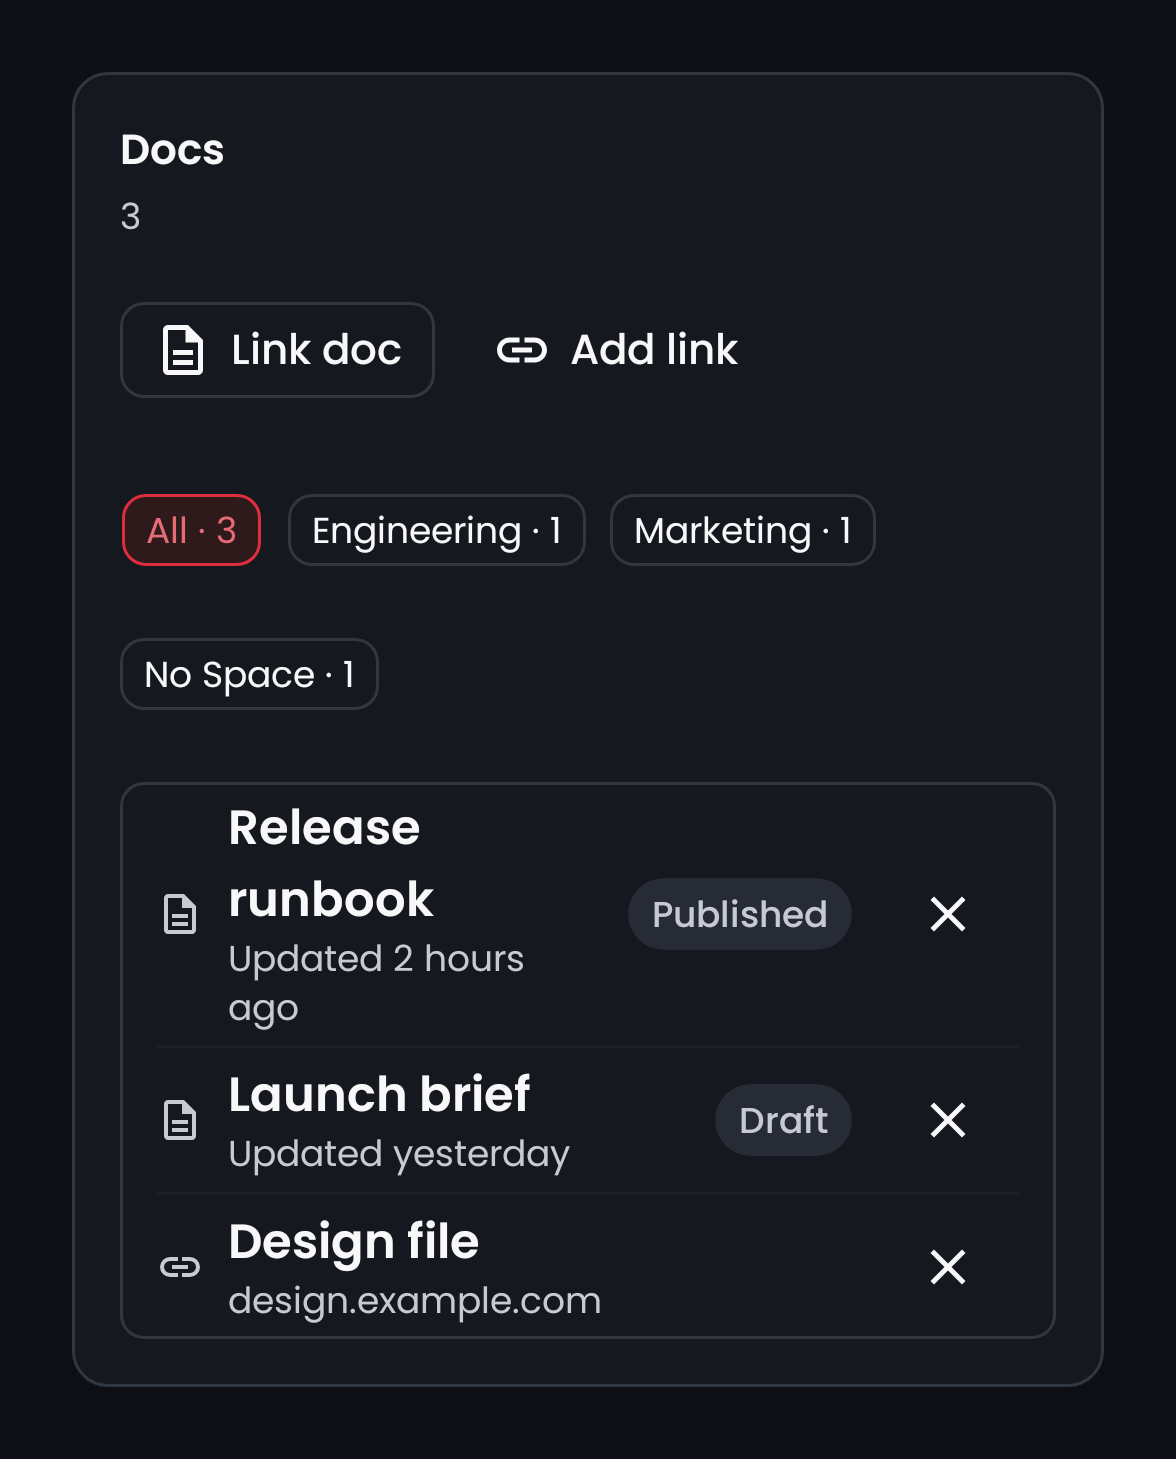 Docs
3
Link doc
Add link
All · 3
Engineering · 1
Marketing · 1
No Space · 1
Release
runbook
Updated 2 hours
ago
Published
Launch brief
Updated yesterday
Draft
Design file
design.example.com